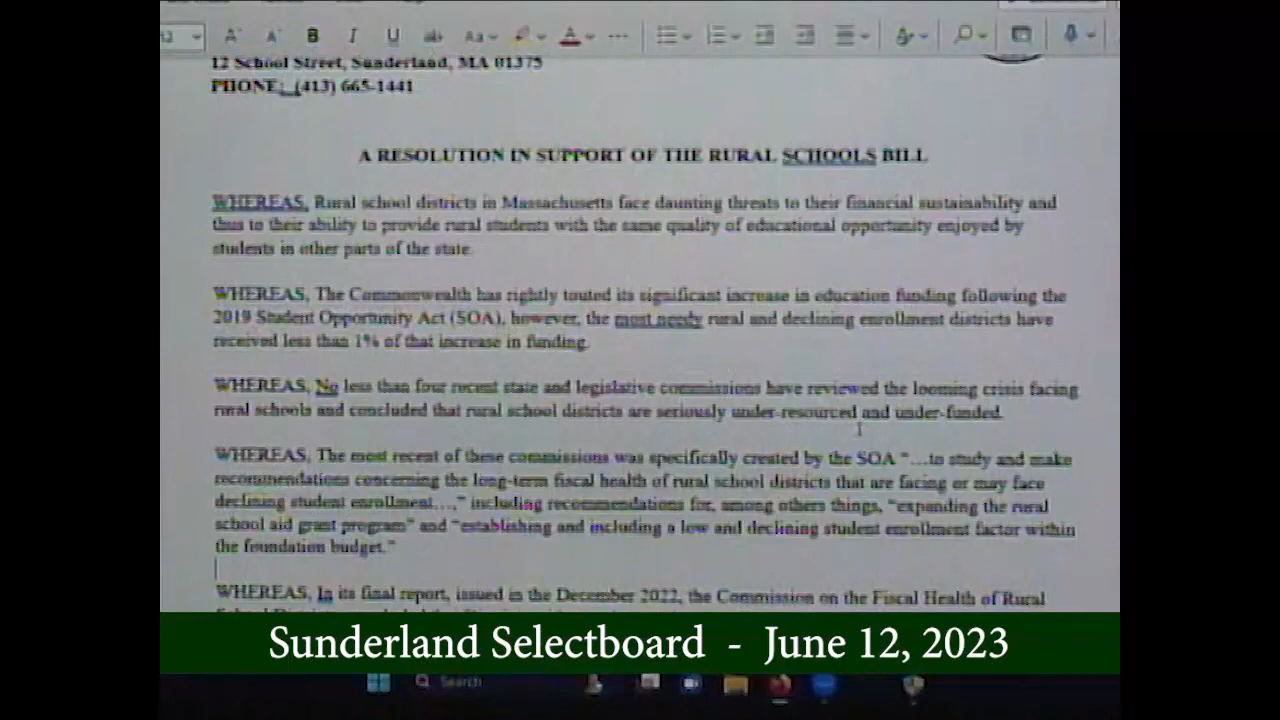 12 School Street, Sunderland, MA 01375
PHONE: (413) 665-1441
A RESOLUTION IN SUPPORT OF THE RURAL SCHOOLS BILL
WHEREAS, Rural school districts in Massachusetts face daunting threats to their financial sustainability and
thus to their ability to provide rural students with the same quality of educational opportunity enjoyed by
students in other parts of the state.
WHEREAS, The Commonwealth has rightly touted its significant increase in education funding following the
2019 Student Opportunity Act (SOA), however, the most needy rural and declining enrollment districts have
received less than 1% of that increase in funding.
WHEREAS, No less than four recent state and legislative commissions have reviewed the looming crisis facing
rural schools and concluded that rural school districts are seriously under-resourced and under-funded.
WHEREAS, The most recent of these commissions was specifically created by the SOA "…to study and make
recommendations concerning the long-term fiscal health of rural school districts that are facing or may face
declining student enrollment…," including recommendations for, among others things, "expanding the rural
school aid grant program" and "establishing and including a low and declining student enrollment factor within
the foundation budget."
WHEREAS, In its final report, issued in the December 2022, the Commission on the Fiscal Health of Rural
Sunderland Selectboard - June 12, 2023
Search